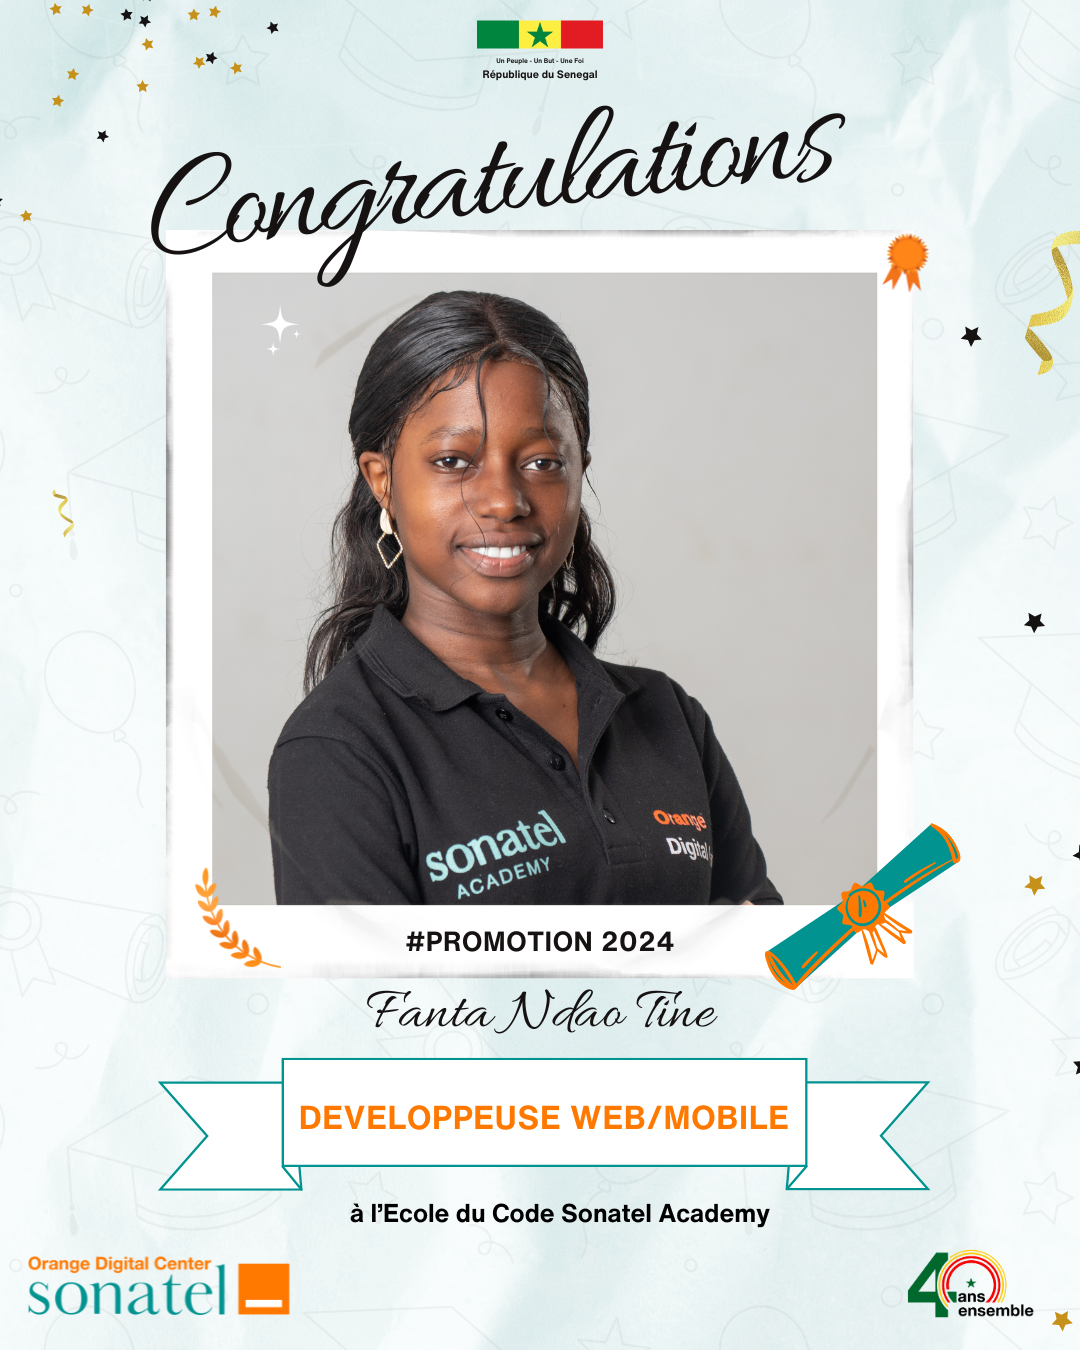 Un Peuple - Un But - Une Foi
République du Senegal
Congratulations
sonatel
ACADEMY
Orange
Digital
#PROMOTION 2024
Fanta Ndao Tine
DEVELOPPEUSE WEB/MOBILE
à l'Ecole du Code Sonatel Academy
Orange Digital Center
sonatel
40 ans
ensemble